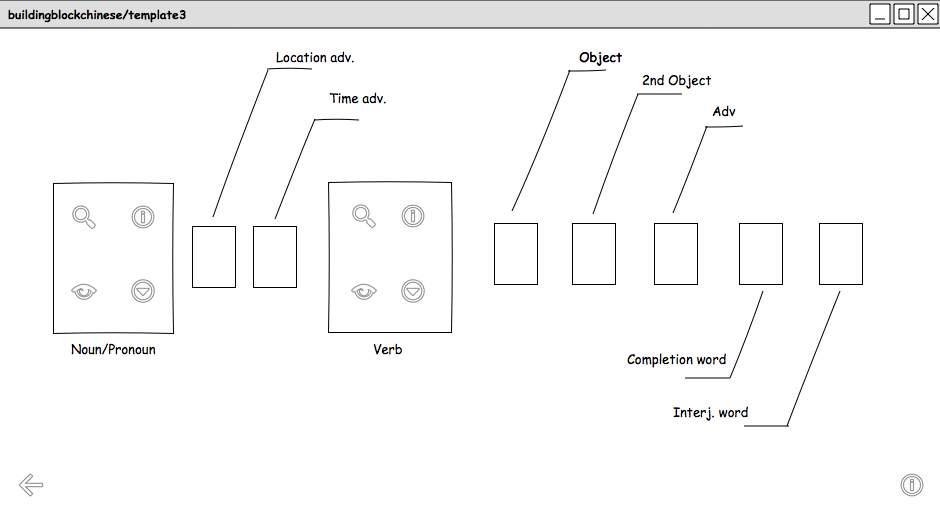 buildingblockchinese/template3
Location adv.
Object
2nd Object
Time adv.
Adv
Noun/Pronoun
Verb
Completion word
Interj. word